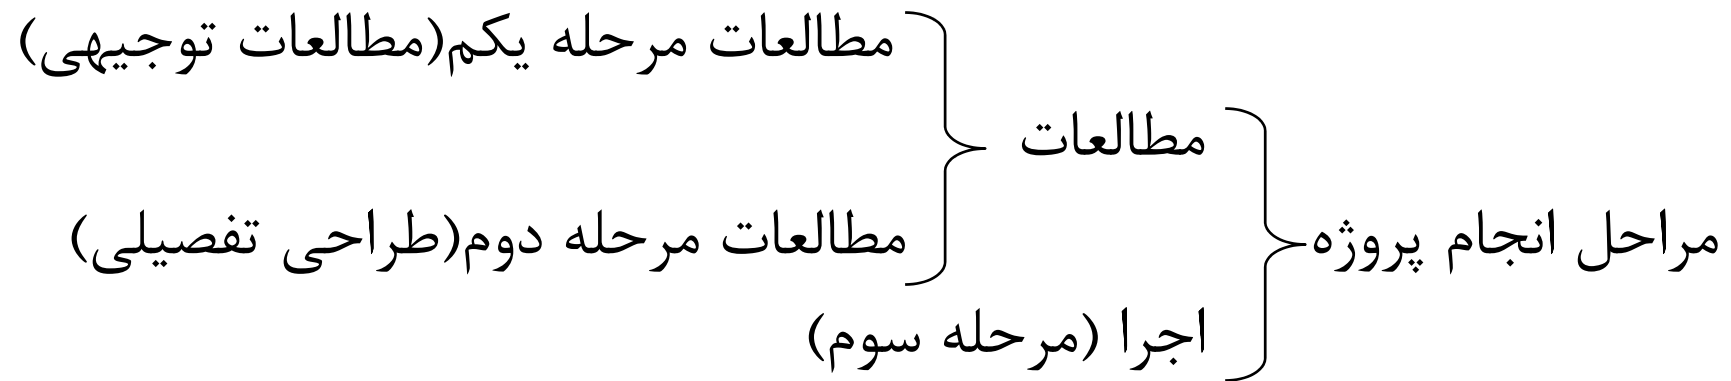 مطالعات مرحله یکم(مطالعات توجیهی)
مطالعات
مطالعات مرحله دوم(طراحی تفصیلی)
مراحل انجام پروژه
اجرا (مرحله سوم)